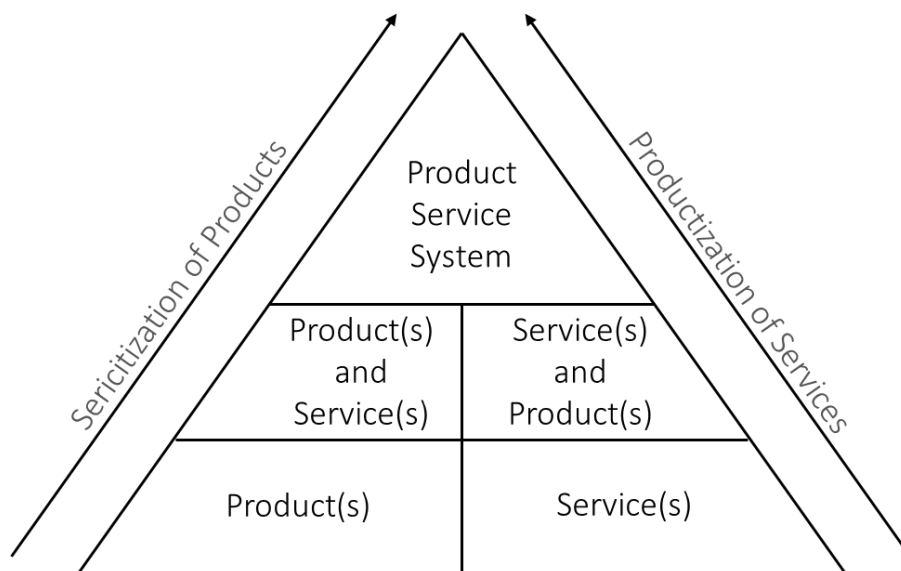 Sericitization of Products
Productization of Services
Product
Service
System
Product(s)
and
Service(s)
Service(s)
and
Product(s)
Product(s)
Service(s)